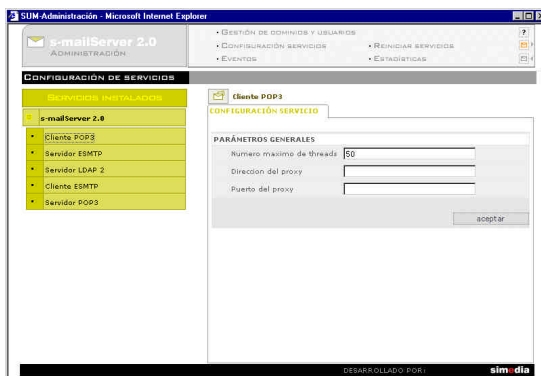 SUM-Administración - Microsoft Internet Explorer
s-mailServer 2.0
ADMINISTRACIÓN
• GESTIÓN DE DOMINIOS Y USUARIOS
• CONFIGURACIÓN SERVICIOS
• REINICIAR SERVICIOS
• EVENTOS
• ESTADÍSTICAS
?
CONFIGURACIÓN DE SERVICIOS
SERVICIOS INSTALADOS
s-mailServer 2.0
Cliente POP3
Servidor ESMTP
Servidor LDAP 2
Cliente ESMTP
Servidor POP3
Cliente POP3
CONFIGURACIÓN SERVICIO
PARÁMETROS GENERALES
Numero maximo de threads 50
Direccion del proxy
Puerto del proxy
aceptar
DESARROLLADO POR:
simedia